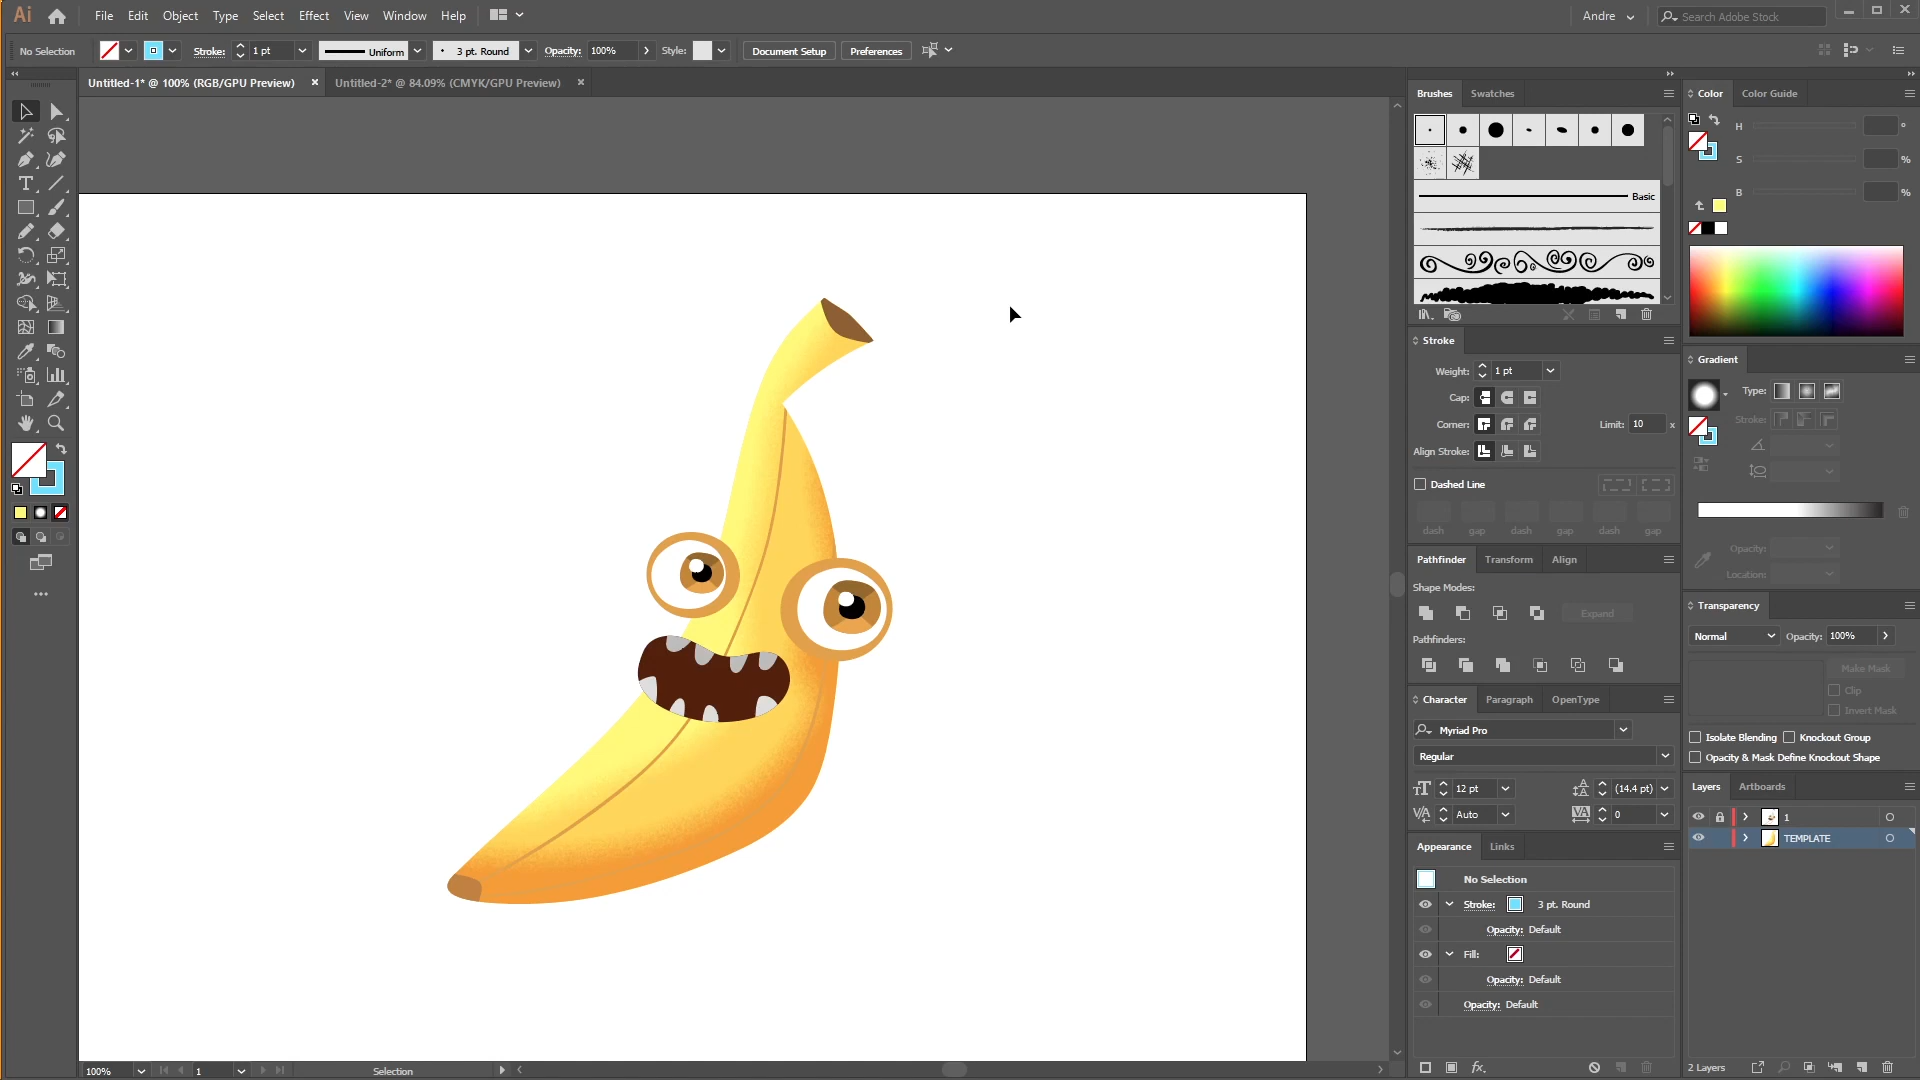 Ai File Edit Object Type Select Effect View Window Help Andre Search Adobe Stock
No Selection Stroke: 1 pt Uniform 3 pt. Round Opacity: 100% Style: Document Setup Preferences
Untitled-1* @ 100% (RGB/GPU Preview) × Untitled-2* @ 84.09% (CMYK/GPU Preview) ×
Brushes Swatches
Basic
Stroke
Weight: 1 pt
Cap:
Corner: Limit: 10 x
Align Stroke:
Dashed Line
dash gap dash gap dash gap
Pathfinder Transform Align
Shape Modes:
Expand
Pathfinders:
Character Paragraph OpenType
Myriad Pro
Regular
12 pt (14.4 pt)
Auto 0
Appearance Links
No Selection
Stroke: 3 pt. Round
Opacity: Default
Fill:
Opacity: Default
Opacity: Default
fx
Color Color Guide
H °
S %
B %
Gradient
Type:
Stroke:
Opacity:
Location:
Transparency
Normal Opacity: 100%
Make Mask
Clip
Invert Mask
Isolate Blending Knockout Group
Opacity & Mask Define Knockout Shape
Layers Artboards
1
TEMPLATE
2 Layers
100% 1 Selection